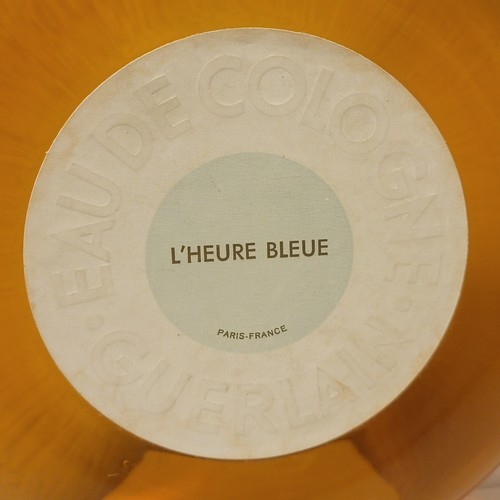 EAU DE COLOGNE
L'HEURE BLEUE
PARIS-FRANCE
GUERLAIN